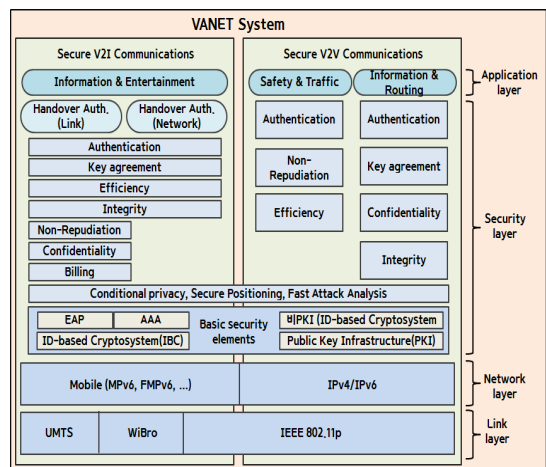 VANET System
Secure V2I Communications
Secure V2V Communications
Information & Entertainment
Safety & Traffic
Information &
Routing
Application
layer
Handover Auth.
(Link)
Handover Auth.
(Network)
Authentication
Key agreement
Efficiency
Integrity
Non-Repudiation
Confidentiality
Billing
Authentication
Non-
Repudiation
Efficiency
Authentication
Key agreement
Confidentiality
Integrity
Security
layer
Conditional privacy, Secure Positioning, Fast Attack Analysis
EAP
AAA
ID-based Cryptosystem(IBC)
Basic security
elements
비PKI (ID-based Cryptosystem
Public Key Infrastructure(PKI)
Mobile (MPv6, FMPv6, ...)
IPv4/IPv6
Network
layer
UMTS
WiBro
IEEE 802.11p
Link
layer